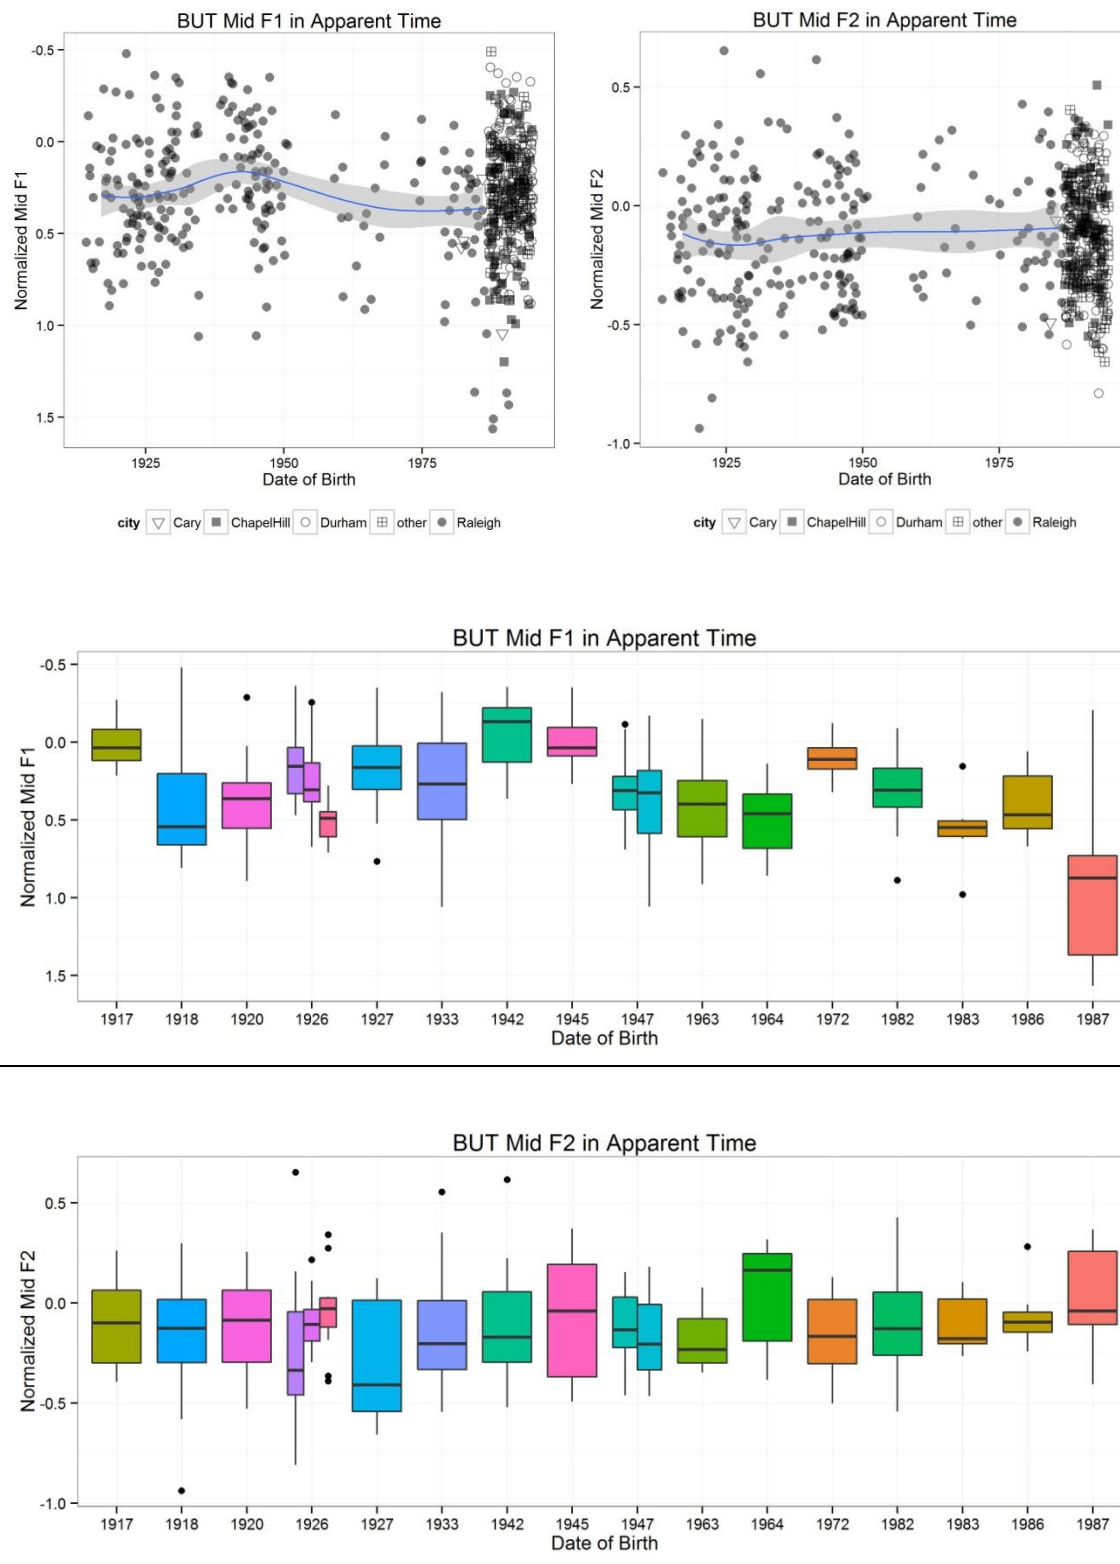 BUT Mid F1 in Apparent Time
-0.5
0.0
0.5
1.0
1.5
Normalized Mid F1
1925 1950 1975
Date of Birth
city Cary ChapelHill Durham other Raleigh
BUT Mid F2 in Apparent Time
0.5
0.0
-0.5
-1.0
Normalized Mid F2
1925 1950 1975
Date of Birth
city Cary ChapelHill Durham other Raleigh
BUT Mid F1 in Apparent Time
-0.5
0.0
0.5
1.0
1.5
Normalized Mid F1
1917 1918 1920 1926 1927 1933 1942 1945 1947 1963 1964 1972 1982 1983 1986 1987
Date of Birth
BUT Mid F2 in Apparent Time
0.5
0.0
-0.5
-1.0
Normalized Mid F2
1917 1918 1920 1926 1927 1933 1942 1945 1947 1963 1964 1972 1982 1983 1986 1987
Date of Birth